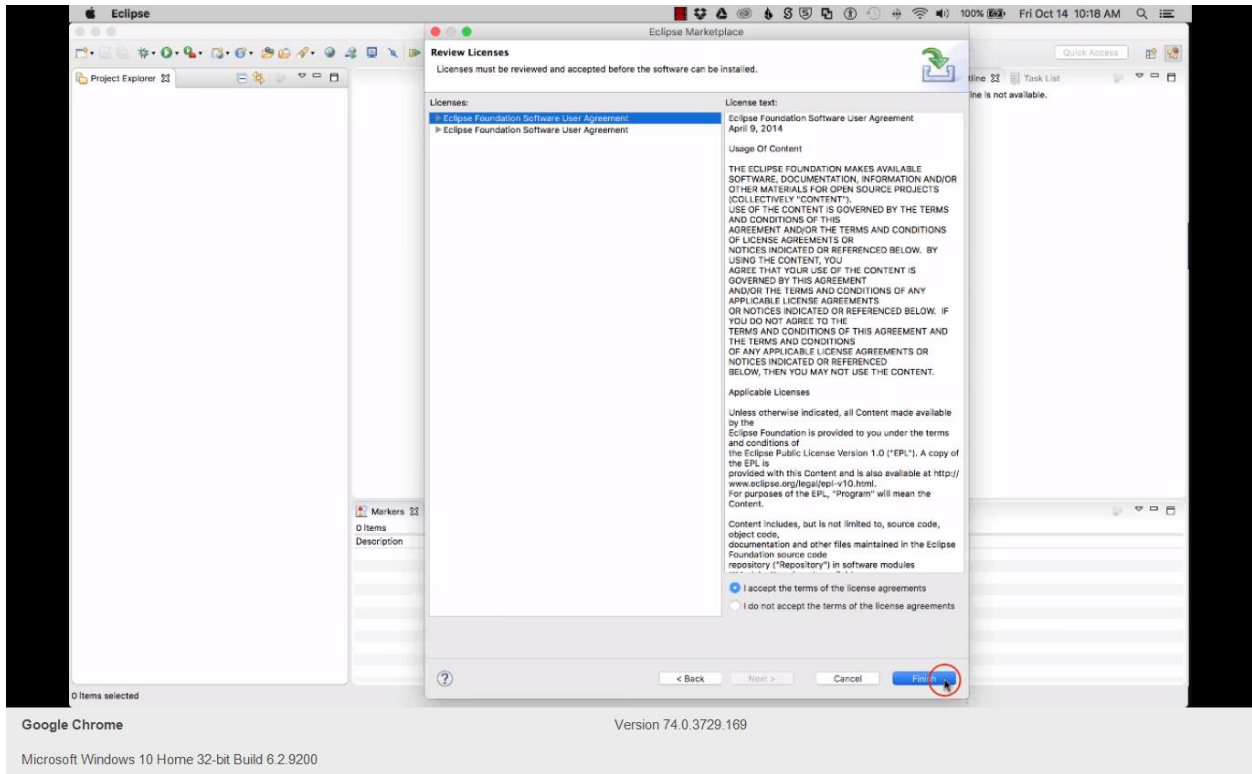 Eclipse
100%
Fri Oct 14 10:18 AM
Eclipse Marketplace
Quick Access
Project Explorer
Review Licenses
Licenses must be reviewed and accepted before the software can be installed.
tline
Task List
ine is not available.
Licenses:
License text:
Eclipse Foundation Software User Agreement
Eclipse Foundation Software User Agreement
Eclipse Foundation Software User Agreement
April 9, 2014
Usage Of Content
THE ECLIPSE FOUNDATION MAKES AVAILABLE
SOFTWARE, DOCUMENTATION, INFORMATION AND/OR
OTHER MATERIALS FOR OPEN SOURCE PROJECTS
(COLLECTIVELY "CONTENT").
USE OF THE CONTENT IS GOVERNED BY THE TERMS
AND CONDITIONS OF THIS
AGREEMENT AND/OR THE TERMS AND CONDITIONS
OF LICENSE AGREEMENTS OR
NOTICES INDICATED OR REFERENCED BELOW. BY
USING THE CONTENT, YOU
AGREE THAT YOUR USE OF THE CONTENT IS
GOVERNED BY THIS AGREEMENT
AND/OR THE TERMS AND CONDITIONS OF ANY
APPLICABLE LICENSE AGREEMENTS
OR NOTICES INDICATED OR REFERENCED BELOW. IF
YOU DO NOT AGREE TO THE
TERMS AND CONDITIONS OF THIS AGREEMENT AND
THE TERMS AND CONDITIONS
OF ANY APPLICABLE LICENSE AGREEMENTS OR
NOTICES INDICATED OR REFERENCED
BELOW, THEN YOU MAY NOT USE THE CONTENT.
Applicable Licenses
Unless otherwise indicated, all Content made available
by the
Eclipse Foundation is provided to you under the terms
and conditions of
the Eclipse Public License Version 1.0 ("EPL"). A copy of
the EPL is
provided with this Content and is also available at http://
www.eclipse.org/legal/epl-v10.html.
For purposes of the EPL, "Program" will mean the
Content.
Content includes, but is not limited to, source code,
object code,
documentation and other files maintained in the Eclipse
Foundation source code
repository ("Repository") in software modules
I accept the terms of the license agreements
I do not accept the terms of the license agreements
Markers
0 items
Description
? < Back Next > Cancel Finish
0 items selected
Google Chrome
Version 74.0.3729.169
Microsoft Windows 10 Home 32-bit Build 6.2.9200